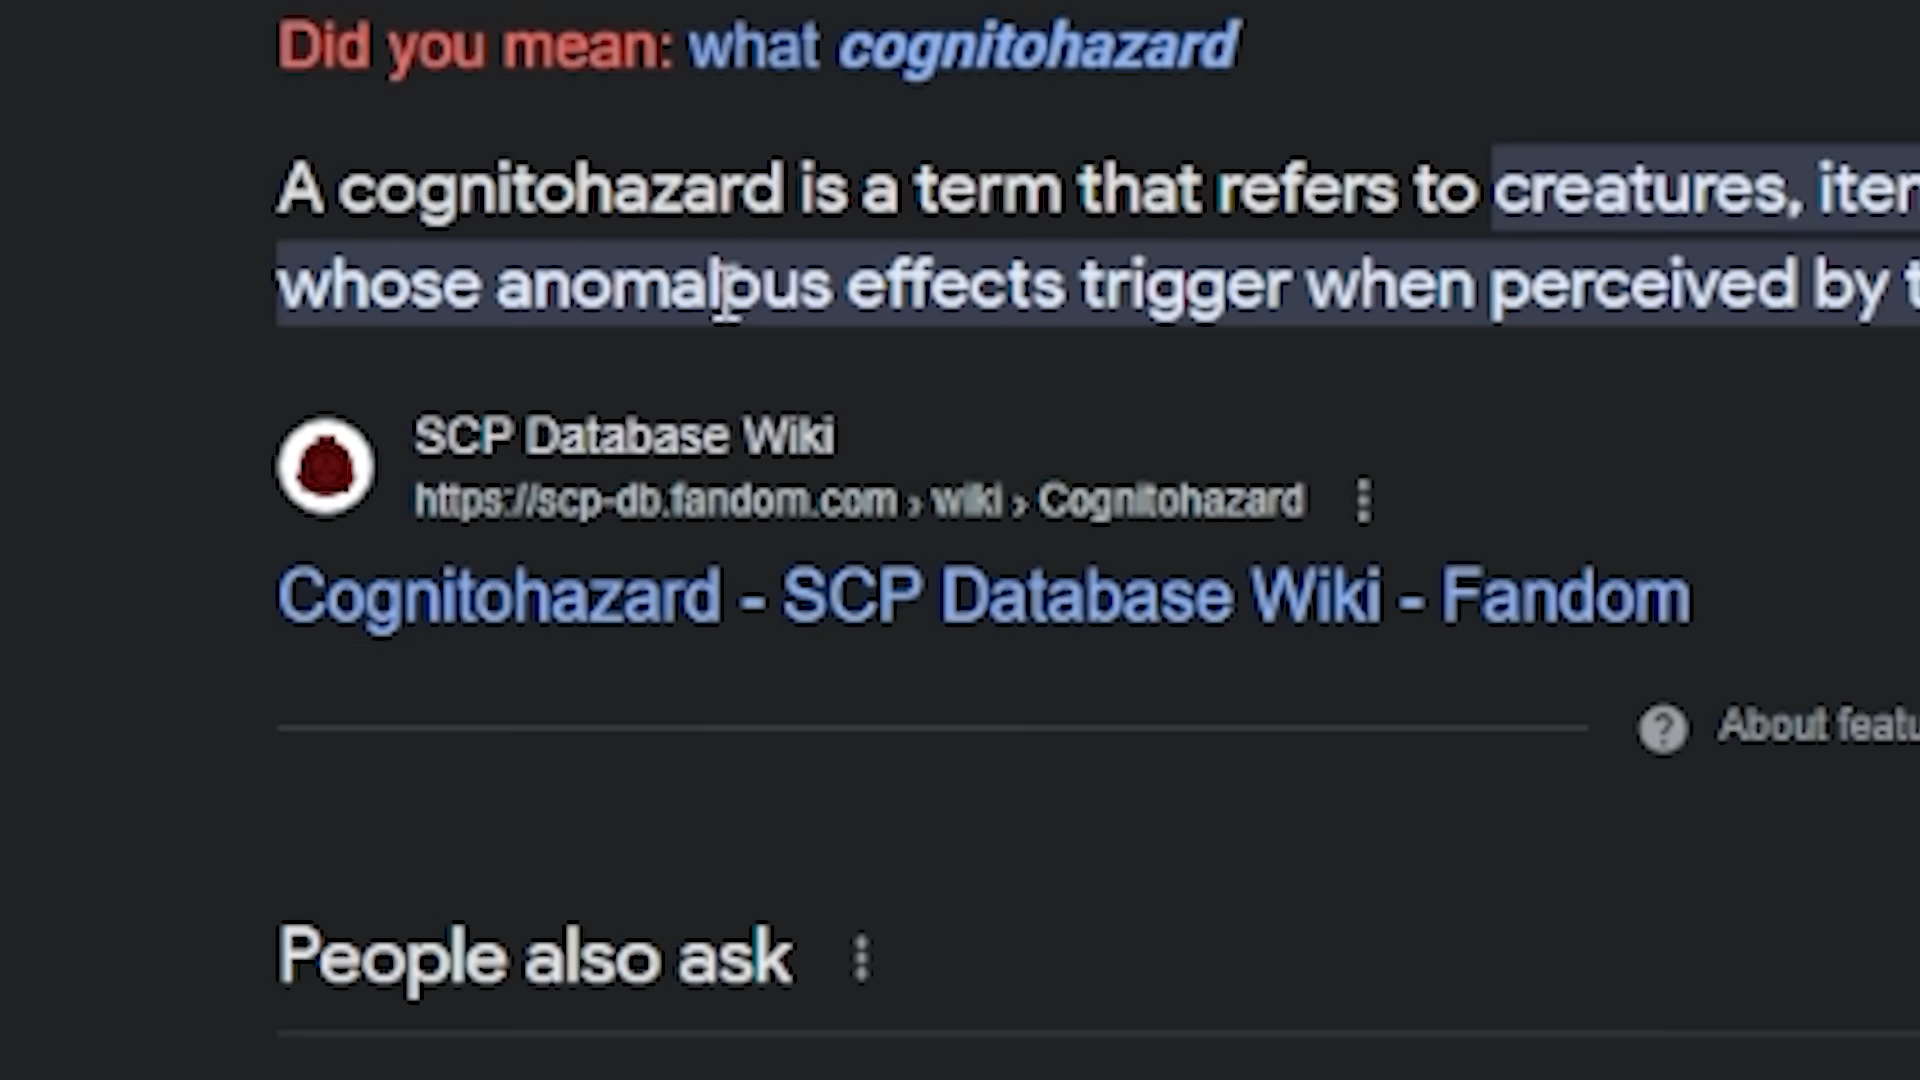 Did you mean: what cognitohazard
A cognitohazard is a term that refers to creatures,
whose anomalous effects trigger when perceived by
SCP Database Wiki
https://scp-db.fandom.com › wiki › Cognitohazard
Cognitohazard - SCP Database Wiki - Fandom
About
People also ask